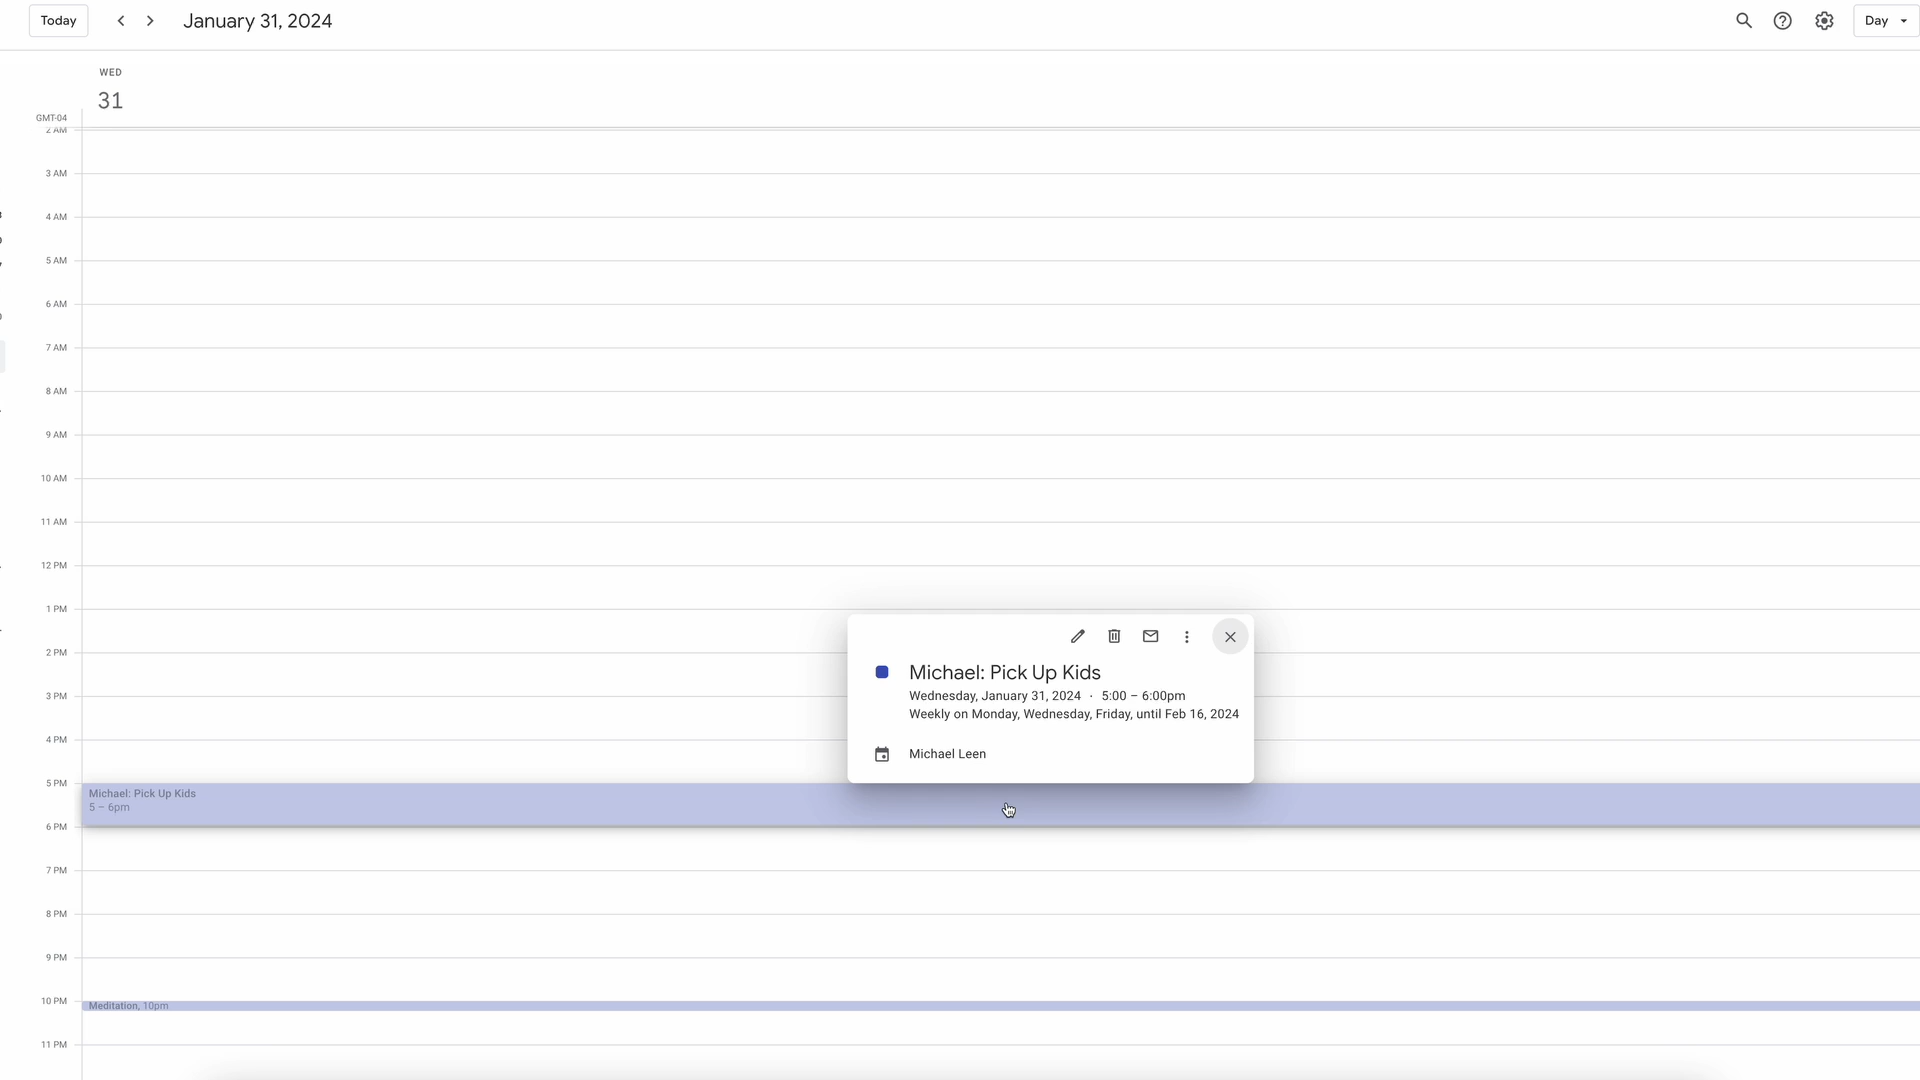 Today
January 31, 2024
Day
WED
31
GMT-04
2 AM
3 AM
4 AM
5 AM
6 AM
7 AM
8 AM
9 AM
10 AM
11 AM
12 PM
1 PM
2 PM
Michael: Pick Up Kids
Wednesday, January 31, 2024 · 5:00 – 6:00pm
Weekly on Monday, Wednesday, Friday, until Feb 16, 2024
3 PM
4 PM
Michael Leen
5 PM
Michael: Pick Up Kids
5 – 6pm
6 PM
7 PM
8 PM
9 PM
10 PM
Meditation, 10pm
11 PM